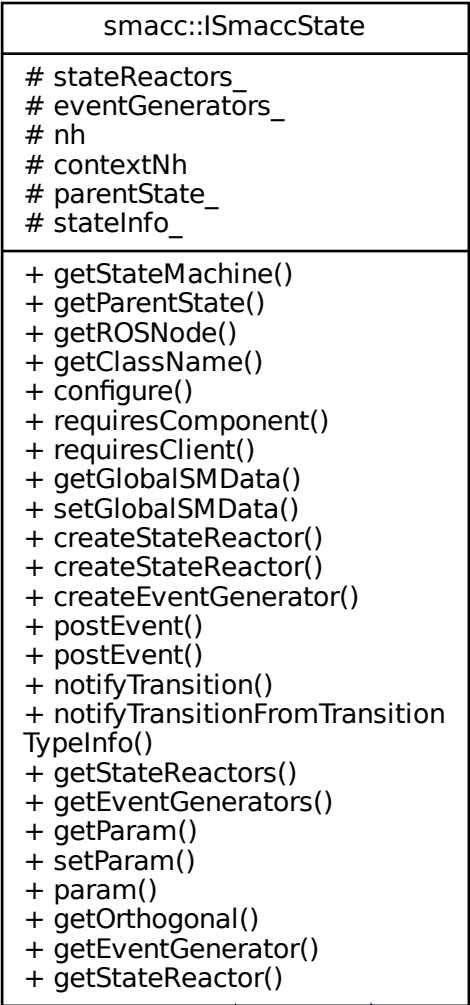 smacc::ISmaccState
# stateReactors_
# eventGenerators_
# nh
# contextNh
# parentState_
# stateInfo_
+ getStateMachine()
+ getParentState()
+ getROSNode()
+ getClassName()
+ configure()
+ requiresComponent()
+ requiresClient()
+ getGlobalSMData()
+ setGlobalSMData()
+ createStateReactor()
+ createStateReactor()
+ createEventGenerator()
+ postEvent()
+ postEvent()
+ notifyTransition()
+ notifyTransitionFromTransition
TypeInfo()
+ getStateReactors()
+ getEventGenerators()
+ getParam()
+ setParam()
+ param()
+ getOrthogonal()
+ getEventGenerator()
+ getStateReactor()